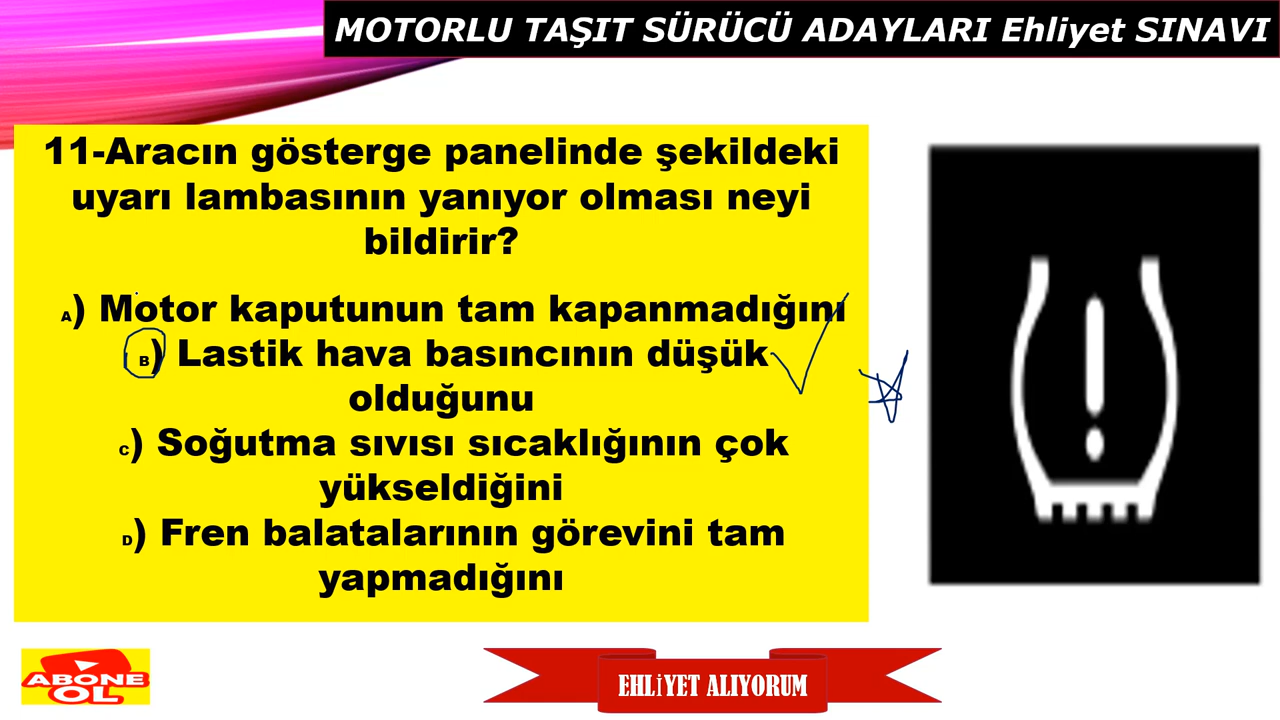 MOTORLU TAŞIT SÜRÜCÜ ADAYLARI Ehliyet SINAVI
11-Aracın gösterge panelinde şekildeki
uyarı lambasının yanıyor olması neyi
bildirir?
A) Motor kaputunun tam kapanmadığını
B) Lastik hava basıncının düşük
olduğunu
C) Soğutma sıvısı sıcaklığının çok
yükseldiğini
D) Fren balatalarının görevini tam
yapmadığını
ABONE
OL
EHLİYET ALIYORUM